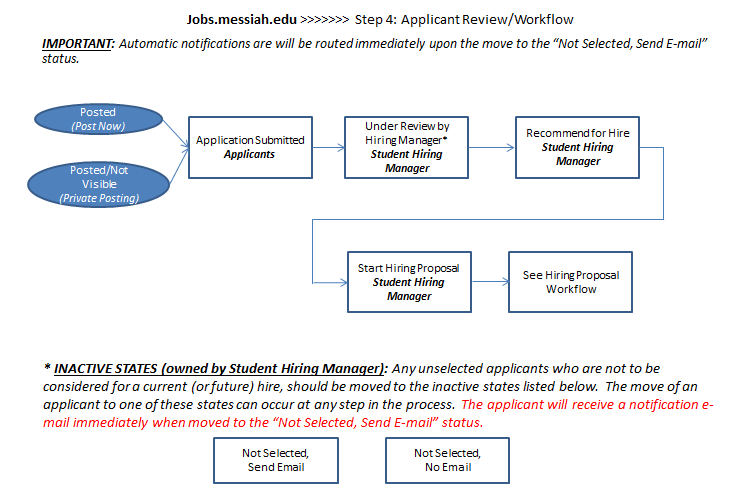 Jobs.messiah.edu >>>>>>> Step 4: Applicant Review/Workflow
IMPORTANT: Automatic notifications are will be routed immediately upon the move to the “Not Selected, Send E-mail”
status.
Posted
(Post Now)
Posted/Not
Visible
(Private Posting)
Application Submitted
Applicants
Under Review by
Hiring Manager*
Student Hiring
Manager
Recommend for Hire
Student Hiring
Manager
Start Hiring Proposal
Student Hiring
Manager
See Hiring Proposal
Workflow
* INACTIVE STATES (owned by Student Hiring Manager): Any unselected applicants who are not to be
considered for a current (or future) hire, should be moved to the inactive states listed below. The move of an
applicant to one of these states can occur at any step in the process. The applicant will receive a notification e-
mail immediately when moved to the “Not Selected, Send E-mail” status.
Not Selected,
Send Email
Not Selected,
No Email